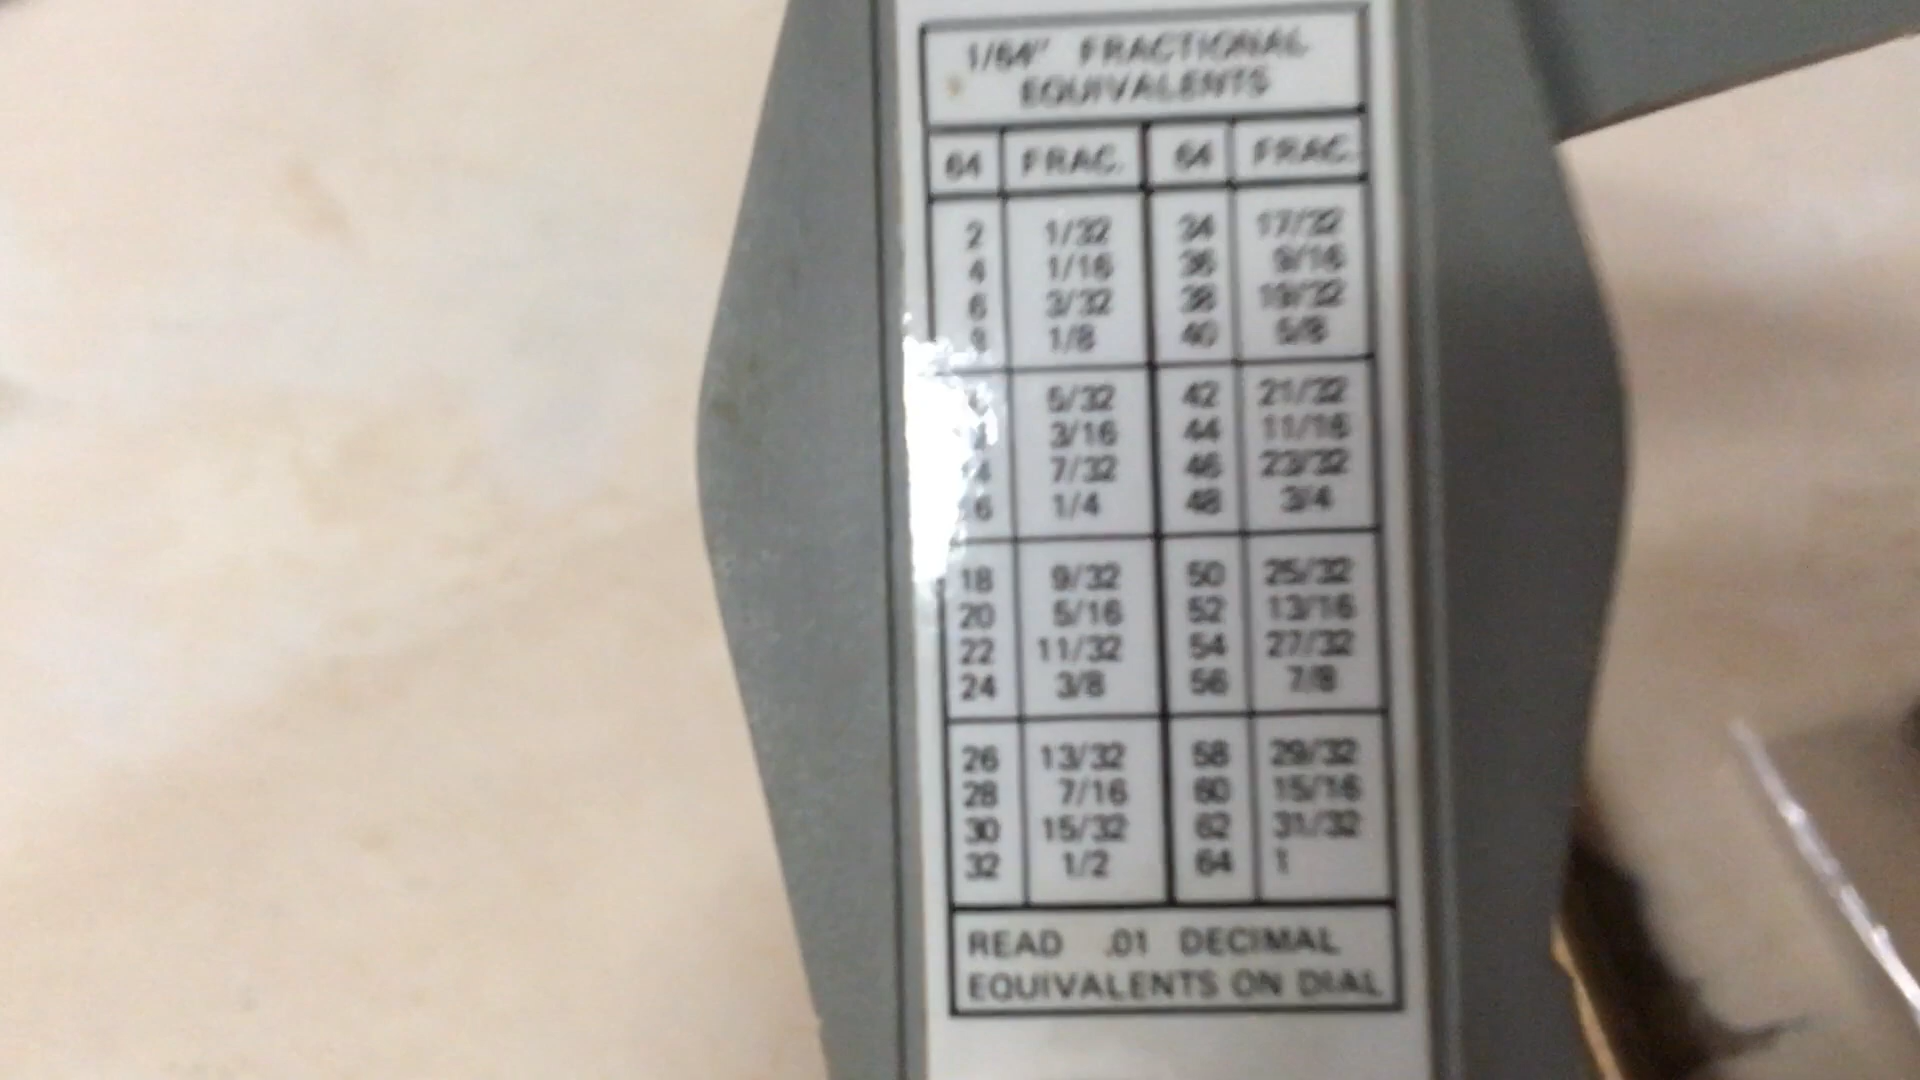 1/64" FRACTIONAL
EQUIVALENTS
64 FRAC. 64 FRAC.
2 1/32 34 17/32
4 1/16 36 9/16
6 3/32 38 19/32
1/8 40 5/8
5/32 42 21/32
3/16 44 11/16
7/32 46 23/32
1/4 48 3/4
18 9/32 50 25/32
20 5/16 52 13/16
22 11/32 54 27/32
24 3/8 56 7/8
26 13/32 58 29/32
28 7/16 60 15/16
30 15/32 62 31/32
32 1/2 64 1
READ .01 DECIMAL
EQUIVALENTS ON DIAL